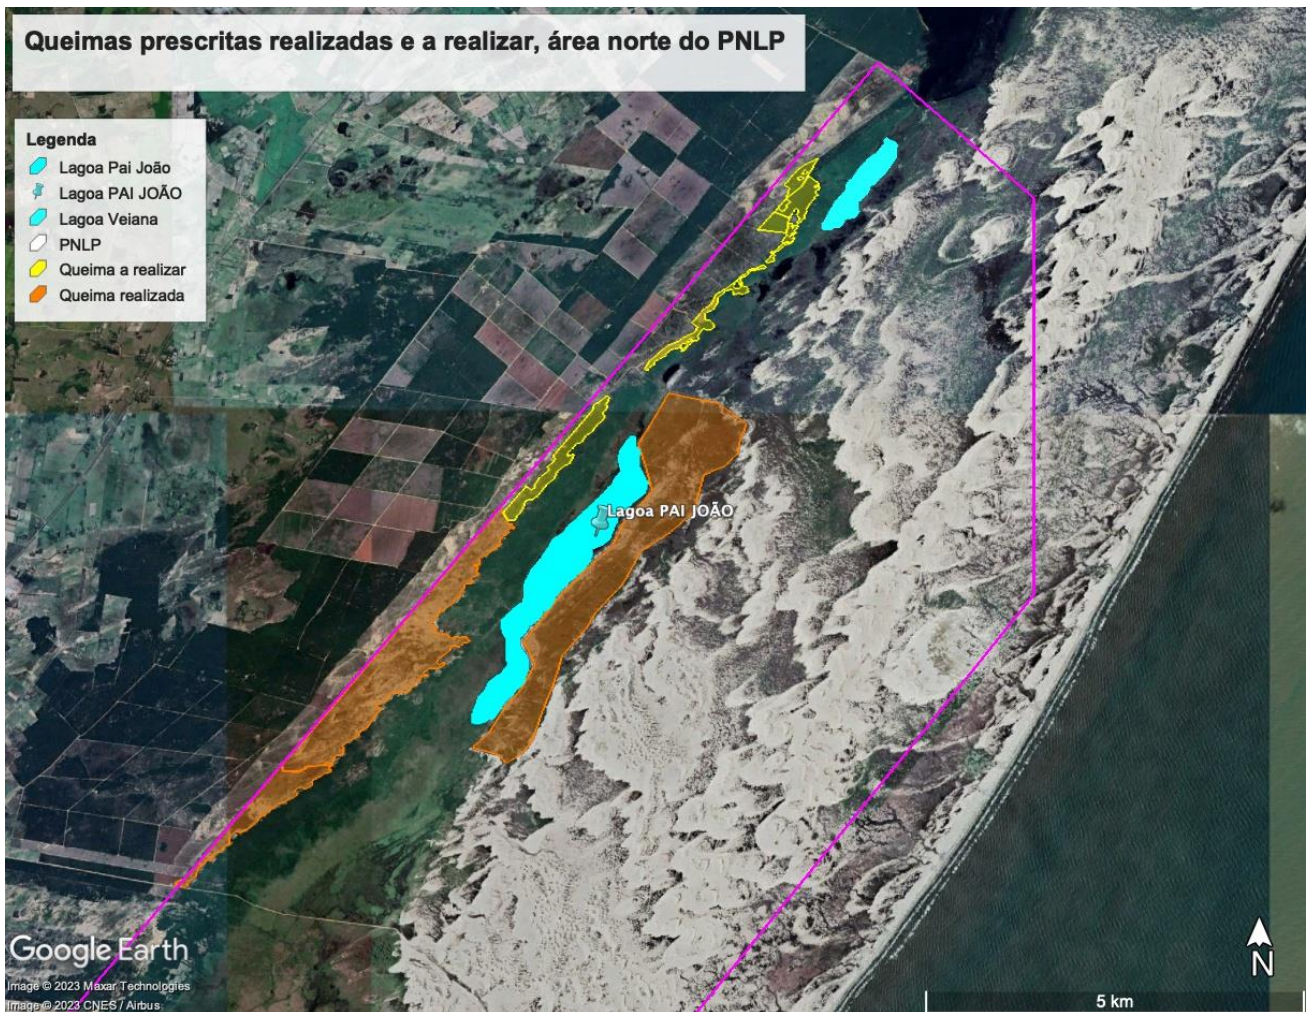 Queimas prescritas realizadas e a realizar, área norte do PNLP
Legenda
Lagoa Pai João
Lagoa PAI JOÃO
Lagoa Veiana
PNLP
Queima a realizar
Queima realizada
Lagoa PAI JOÃO
Google Earth
Image © 2023 Maxar Technologies
Image © 2023 CNES / Airbus
N
5 km